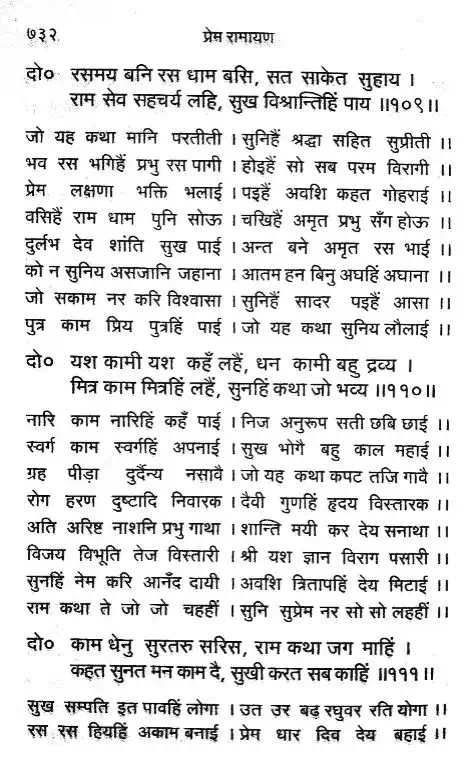 ७३२ प्रेम रामायण
दो० रसमय बनि रस धाम बसि, सत साकेत सुहाय ।
राम सेव सहचर्य लहि, सुख विश्रान्तिहिं पाय ॥१०९॥
जो यह कथा मानि परतीती । सुनिहैं श्रद्धा सहित सुप्रीती ॥
भव रस भगिहैं प्रभु रस पागी । होइहैं सो सब परम विरागी ॥
प्रेम लक्षणा भक्ति भलाई । पइहैं अवशि कहत गोहराई ॥
वसिहैं राम धाम पुनि सोऊ । चखिहैं अमृत प्रभु सँग होऊ ॥
दुर्लभ देव शांति सुख पाई । अन्त बने अमृत रस भाई ॥
को न सुनिय असजानि जहाना । आतम हन बिनु अघहिं अघाना ॥
जो सकाम नर करि विश्वासा । सुनिहैं सादर पइहैं आसा ॥
पुत्र काम प्रिय पुत्रहिं पाई । जो यह कथा सुनिय लौलाई ॥
दो० यश कामी यश कहँ लहैं, धन कामी बहु द्रव्य ।
मित्र काम मित्रहिं लहैं, सुनहिं कथा जो भव्य ॥११०॥
नारि काम नारिहिं कहँ पाई । निज अनुरूप सती छबि छाई ॥
स्वर्ग काम स्वर्गहिं अपनाई । सुख भोगै बहु काल महाई ॥
ग्रह पीड़ा दुर्दैन्य नसावै । जो यह कथा कपट तजि गावै ॥
रोग हरण दुष्टादि निवारक । दैवी गुणहिं हृदय विस्तारक ॥
अति अरिष्ट नाशनि प्रभु गाथा । शान्ति मयी कर देय सनाथा ॥
विजय विभूति तेज विस्तारी । श्री यश ज्ञान विराग पसारी ॥
सुनहिं नेम करि आनँद दायी । अवशि त्रितापहिं देय मिटाई ॥
राम कथा ते जो जो चहहीं । सुनि सुप्रेम नर सो सो लहहीं ॥
दो० काम धेनु सुरतरु सरिस, राम कथा जग माहिं ।
कहत सुनत मन काम दै, सुखी करत सब काहिं ॥१११॥
सुख सम्पति इत पावहिं लोगा । उत उर बढ़ रघुवर रति योगा ॥
रस रस हियहिं अकाम बनाई । प्रेम धार दिव देय बहाई ॥